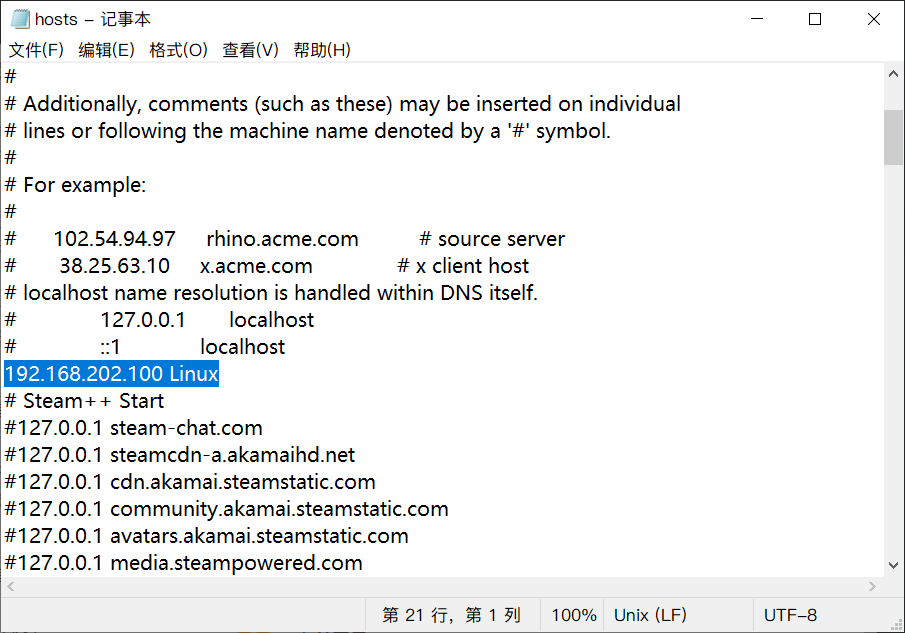 hosts - 记事本
文件(F) 编辑(E) 格式(O) 查看(V) 帮助(H)
#
# Additionally, comments (such as these) may be inserted on individual
# lines or following the machine name denoted by a '#' symbol.
#
# For example:
#
# 102.54.94.97 rhino.acme.com # source server
# 38.25.63.10 x.acme.com # x client host
# localhost name resolution is handled within DNS itself.
# 127.0.0.1 localhost
# ::1 localhost
192.168.202.100 Linux
# Steam++ Start
#127.0.0.1 steam-chat.com
#127.0.0.1 steamcdn-a.akamaihd.net
#127.0.0.1 cdn.akamai.steamstatic.com
#127.0.0.1 community.akamai.steamstatic.com
#127.0.0.1 avatars.akamai.steamstatic.com
#127.0.0.1 media.steampowered.com
第 21 行，第 1 列 100% Unix (LF) UTF-8